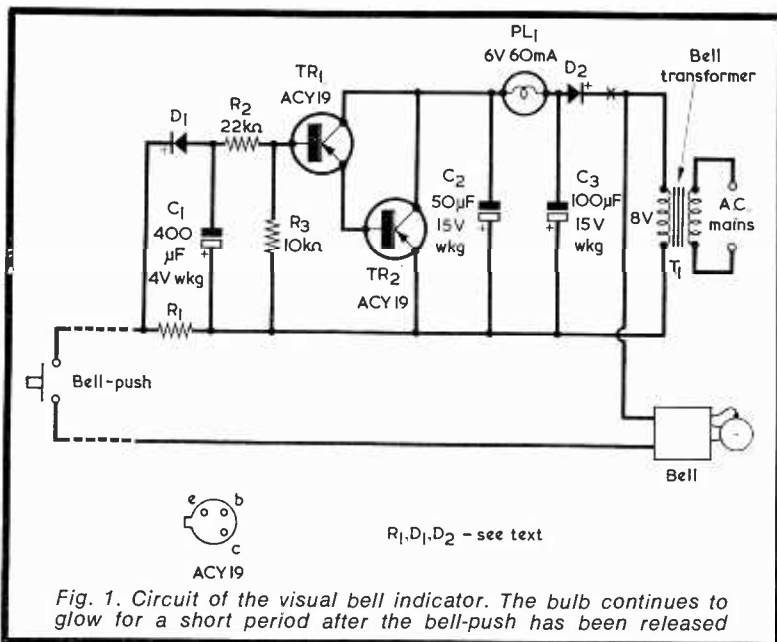 PL1
6V 60mA
D2
Bell
transformer
TR1
ACY19
R2
22kΩ
D1
C1
400
µF
4V wkg
R3
10kΩ
TR2
ACY19
C2
50µF
15V
wkg
C3
100µF
15V
wkg
8V
A.C.
mains
T1
R1
Bell-push
Bell
e b
c
ACY19
R1,D1,D2 - see text
Fig. 1. Circuit of the visual bell indicator. The bulb continues to
glow for a short period after the bell-push has been released